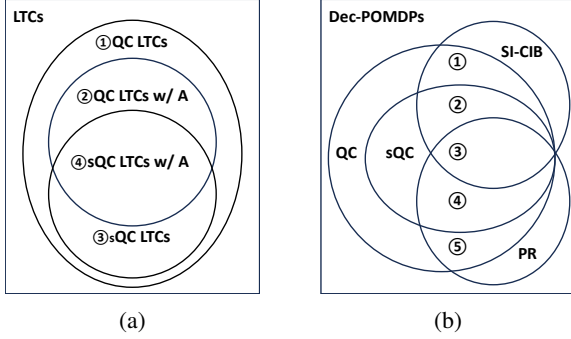 LTCs
①QC LTCs
②QC LTCs w/ A
④sQC LTCs w/ A
③sQC LTCs
(a)
Dec-POMDPs
SI-CIB
①
②
QC
sQC
③
④
⑤
PR
(b)